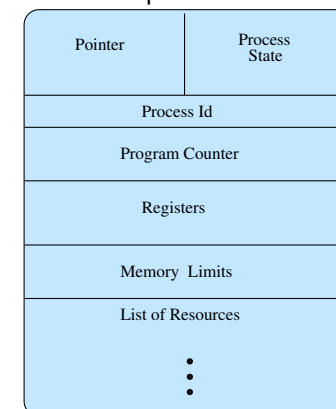 Pointer
Process
State
Process Id
Program Counter
Registers
Memory Limits
List of Resources